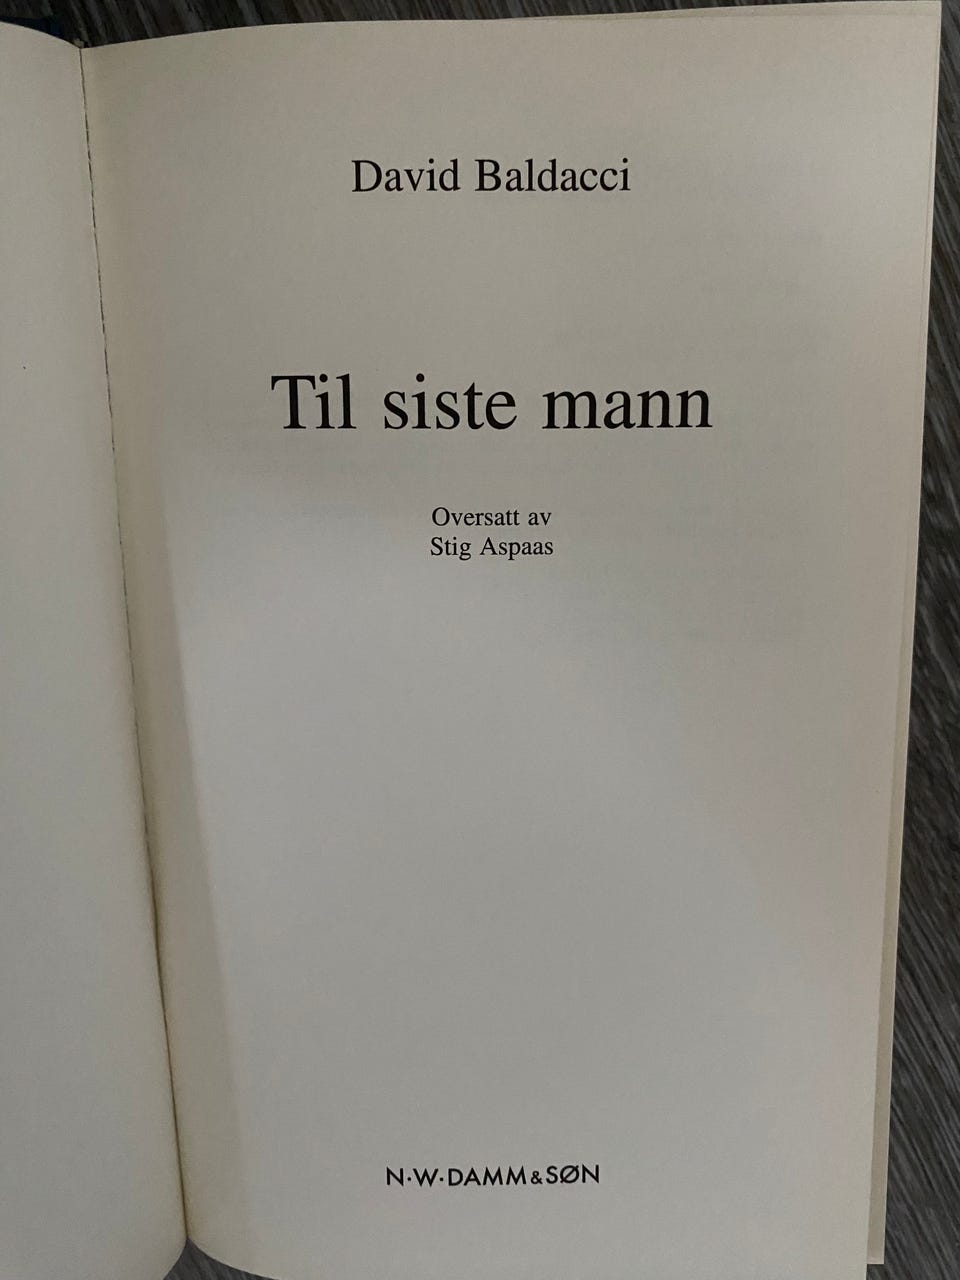 David Baldacci
Til siste mann
Oversatt av
Stig Aspaas
N·W·DAMM&SØN